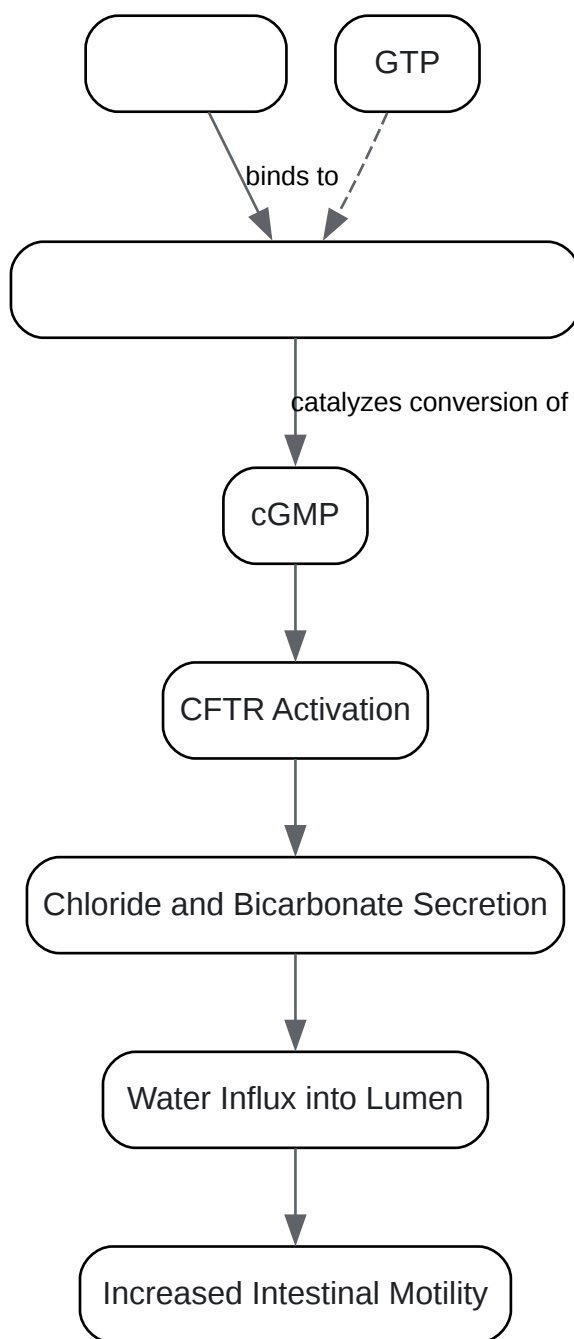 GTP
binds to
catalyzes conversion of
cGMP
CFTR Activation
Chloride and Bicarbonate Secretion
Water Influx into Lumen
Increased Intestinal Motility